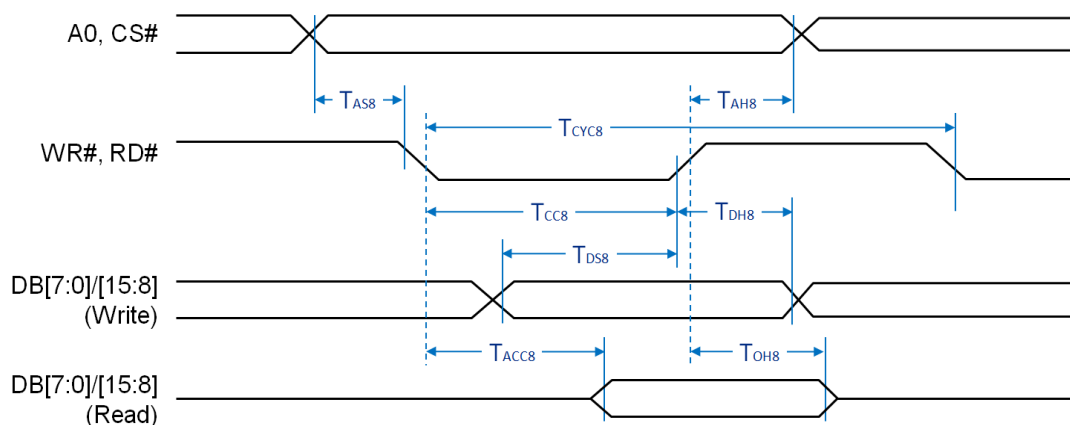 A0, CS#
TAS8
TAH8
TCYC8
WR#, RD#
TCC8
TDH8
TDS8
DB[7:0]/[15:8]
(Write)
TACC8
TOH8
DB[7:0]/[15:8]
(Read)